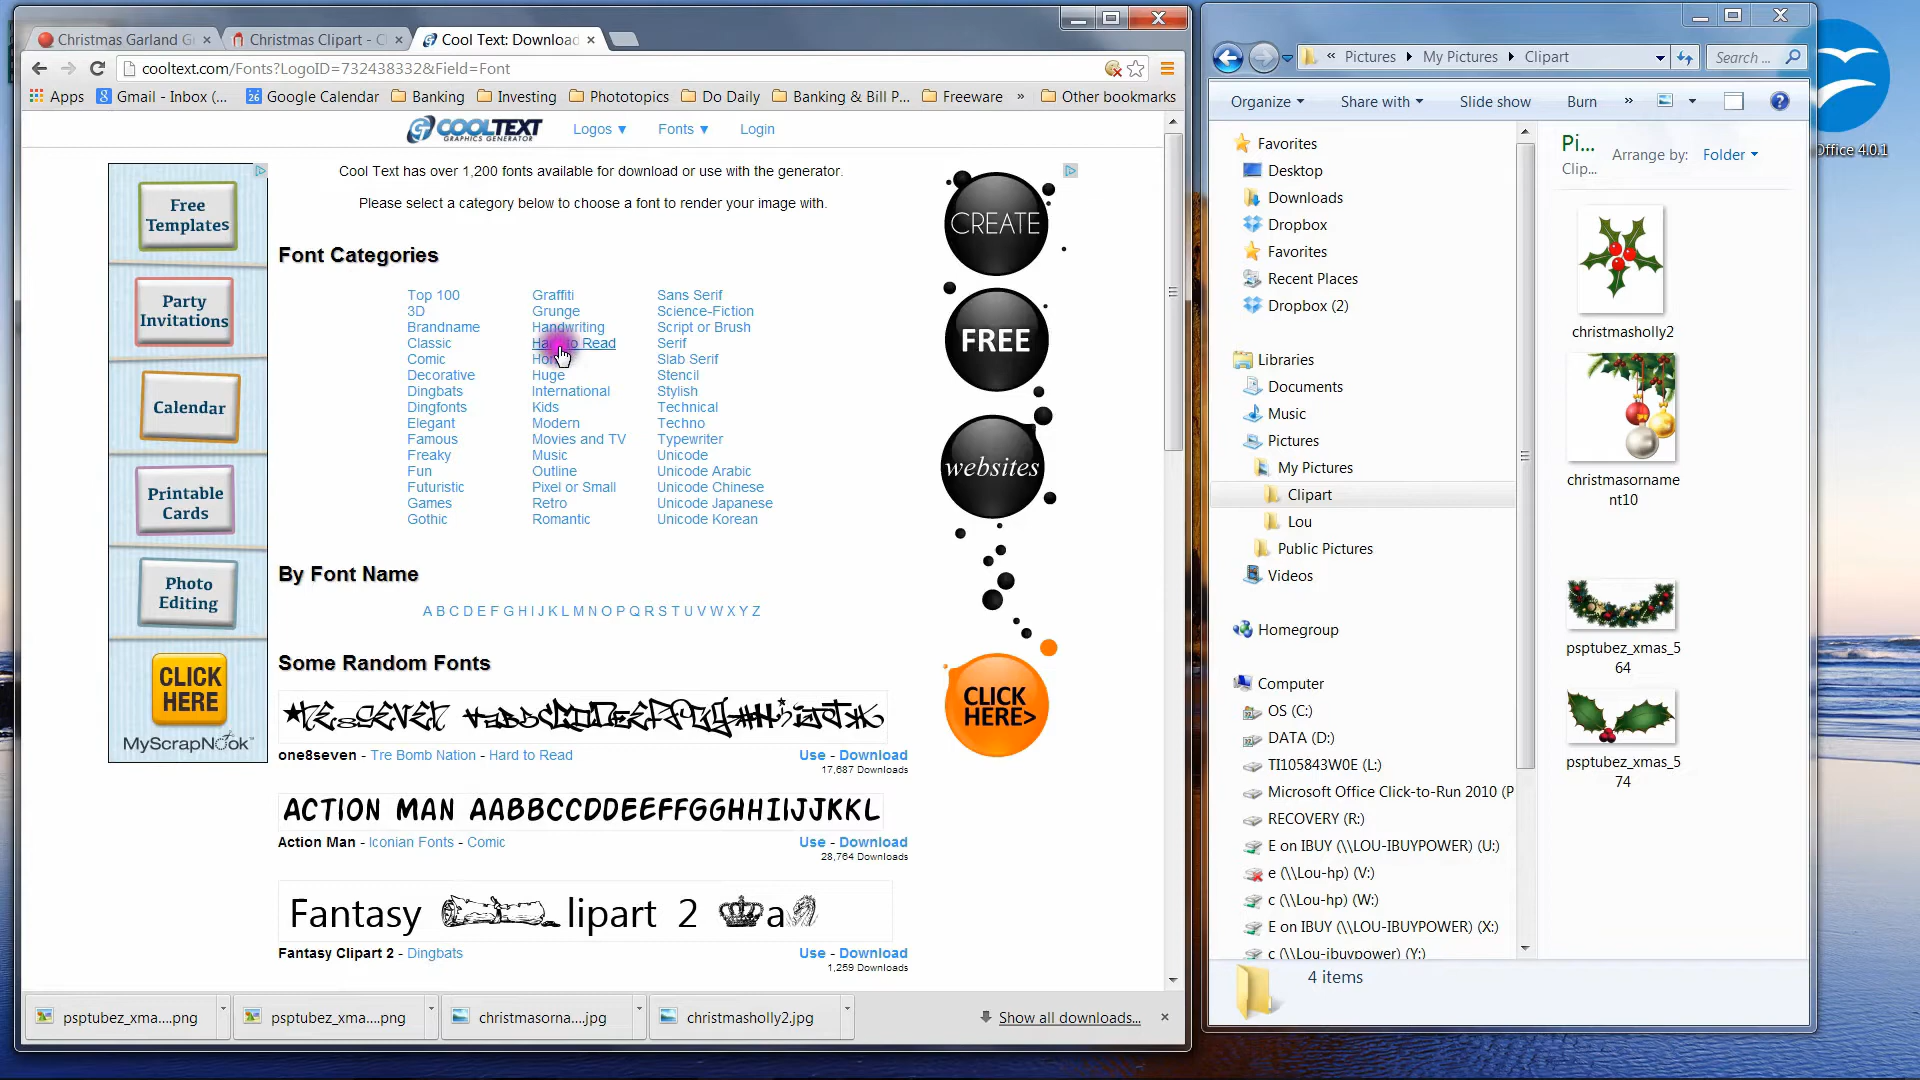 Christmas Garland G
Christmas Clipart - C
Cool Text: Download
cooltext.com/Fonts?LogoID=732438332&Field=Font
Apps
Gmail - Inbox (...
26
Google Calendar
Banking
Investing
Phototopics
Do Daily
Banking & Bill P...
Freeware
»
Other bookmarks
COOLTEXT
GRAPHICS GENERATOR
Logos ▼
Fonts ▼
Login
Cool Text has over 1,200 fonts available for download or use with the generator.
Please select a category below to choose a font to render your image with.
Font Categories
Top 100
3D
Brandname
Classic
Comic
Decorative
Dingbats
Dingfonts
Elegant
Famous
Freaky
Fun
Futuristic
Games
Gothic
Graffiti
Grunge
Handwriting
Hard to Read
Huge
International
Kids
Modern
Movies and TV
Music
Outline
Pixel or Small
Retro
Romantic
Sans Serif
Science-Fiction
Script or Brush
Serif
Slab Serif
Stencil
Stylish
Technical
Techno
Typewriter
Unicode
Unicode Arabic
Unicode Chinese
Unicode Japanese
Unicode Korean
By Font Name
A B C D E F G H I J K L M N O P Q R S T U V W X Y Z
Some Random Fonts
one8seven - Tre Bomb Nation - Hard to Read
Use - Download
17,687 Downloads
ACTION MAN AABBCCDDEEFFGGHHIIJJKKL
Action Man - Iconian Fonts - Comic
Use - Download
28,764 Downloads
Fantasy lipart 2 a
Fantasy Clipart 2 - Dingbats
Use - Download
1,259 Downloads
Free
Templates
Party
Invitations
Calendar
Printable
Cards
Photo
Editing
CLICK
HERE
MyScrapNook
CREATE
FREE
websites
CLICK
HERE>
psptubez_xma....png
psptubez_xma....png
christmasorna....jpg
christmasholly2.jpg
Show all downloads...
«
Pictures
My Pictures
Clipart
Search ...
Organize
Share with
Slide show
Burn
»
Favorites
Desktop
Downloads
Dropbox
Favorites
Recent Places
Dropbox (2)
Libraries
Documents
Music
Pictures
My Pictures
Clipart
Lou
Public Pictures
Videos
Homegroup
Computer
OS (C:)
DATA (D:)
TI105843W0E (L:)
Microsoft Office Click-to-Run 2010 (P
RECOVERY (R:)
E on IBUY (\\LOU-IBUYPOWER) (U:)
e (\\Lou-hp) (V:)
c (\\Lou-hp) (W:)
E on IBUY (\\LOU-IBUYPOWER) (X:)
c (\\Lou-ibuypower) (Y:)
Pi...
Clip...
Arrange by:
Folder
christmasholly2
christmasorname
nt10
psptubez_xmas_5
64
psptubez_xmas_5
74
4 items
Office 4.0.1